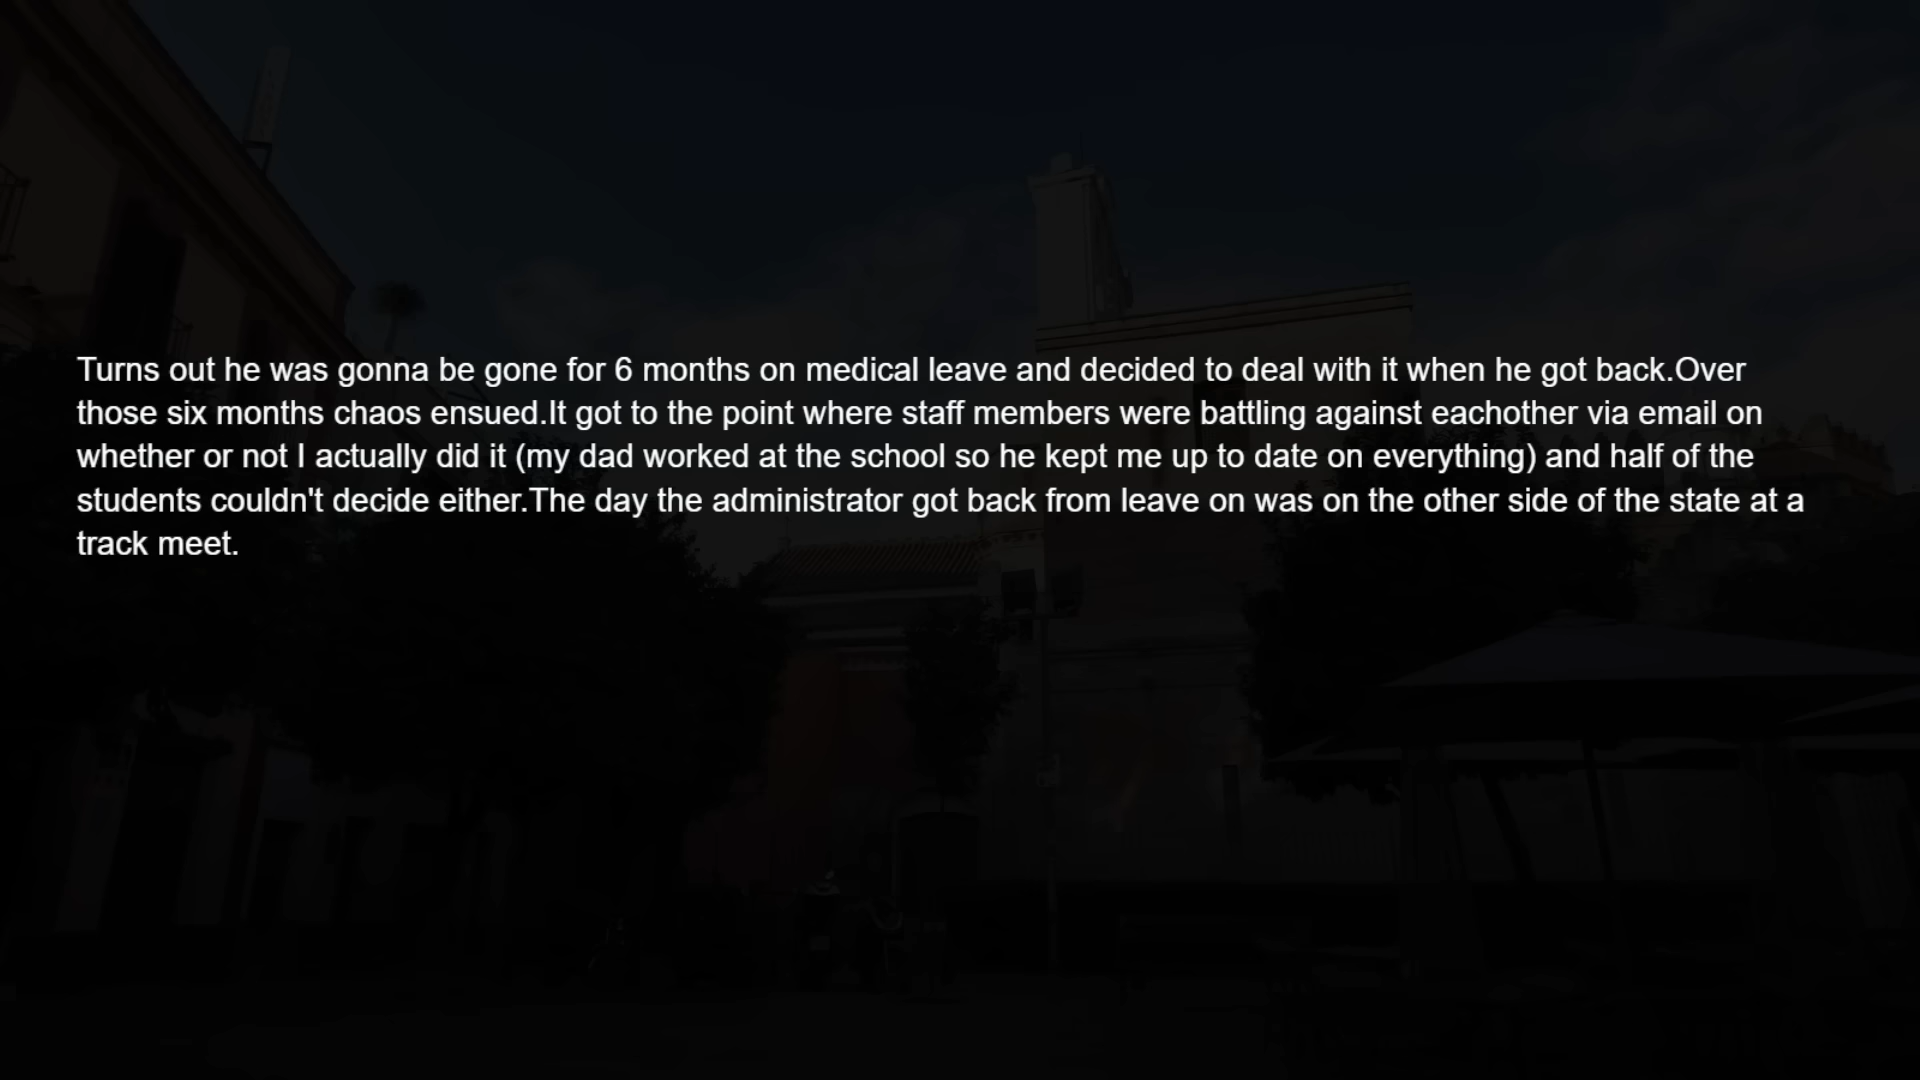 Turns out he was gonna be gone for 6 months on medical leave and decided to deal with it when he got back.Over
those six months chaos ensued.It got to the point where staff members were battling against eachother via email on
whether or not I actually did it (my dad worked at the school so he kept me up to date on everything) and half of the
students couldn't decide either.The day the administrator got back from leave on was on the other side of the state at a
track meet.